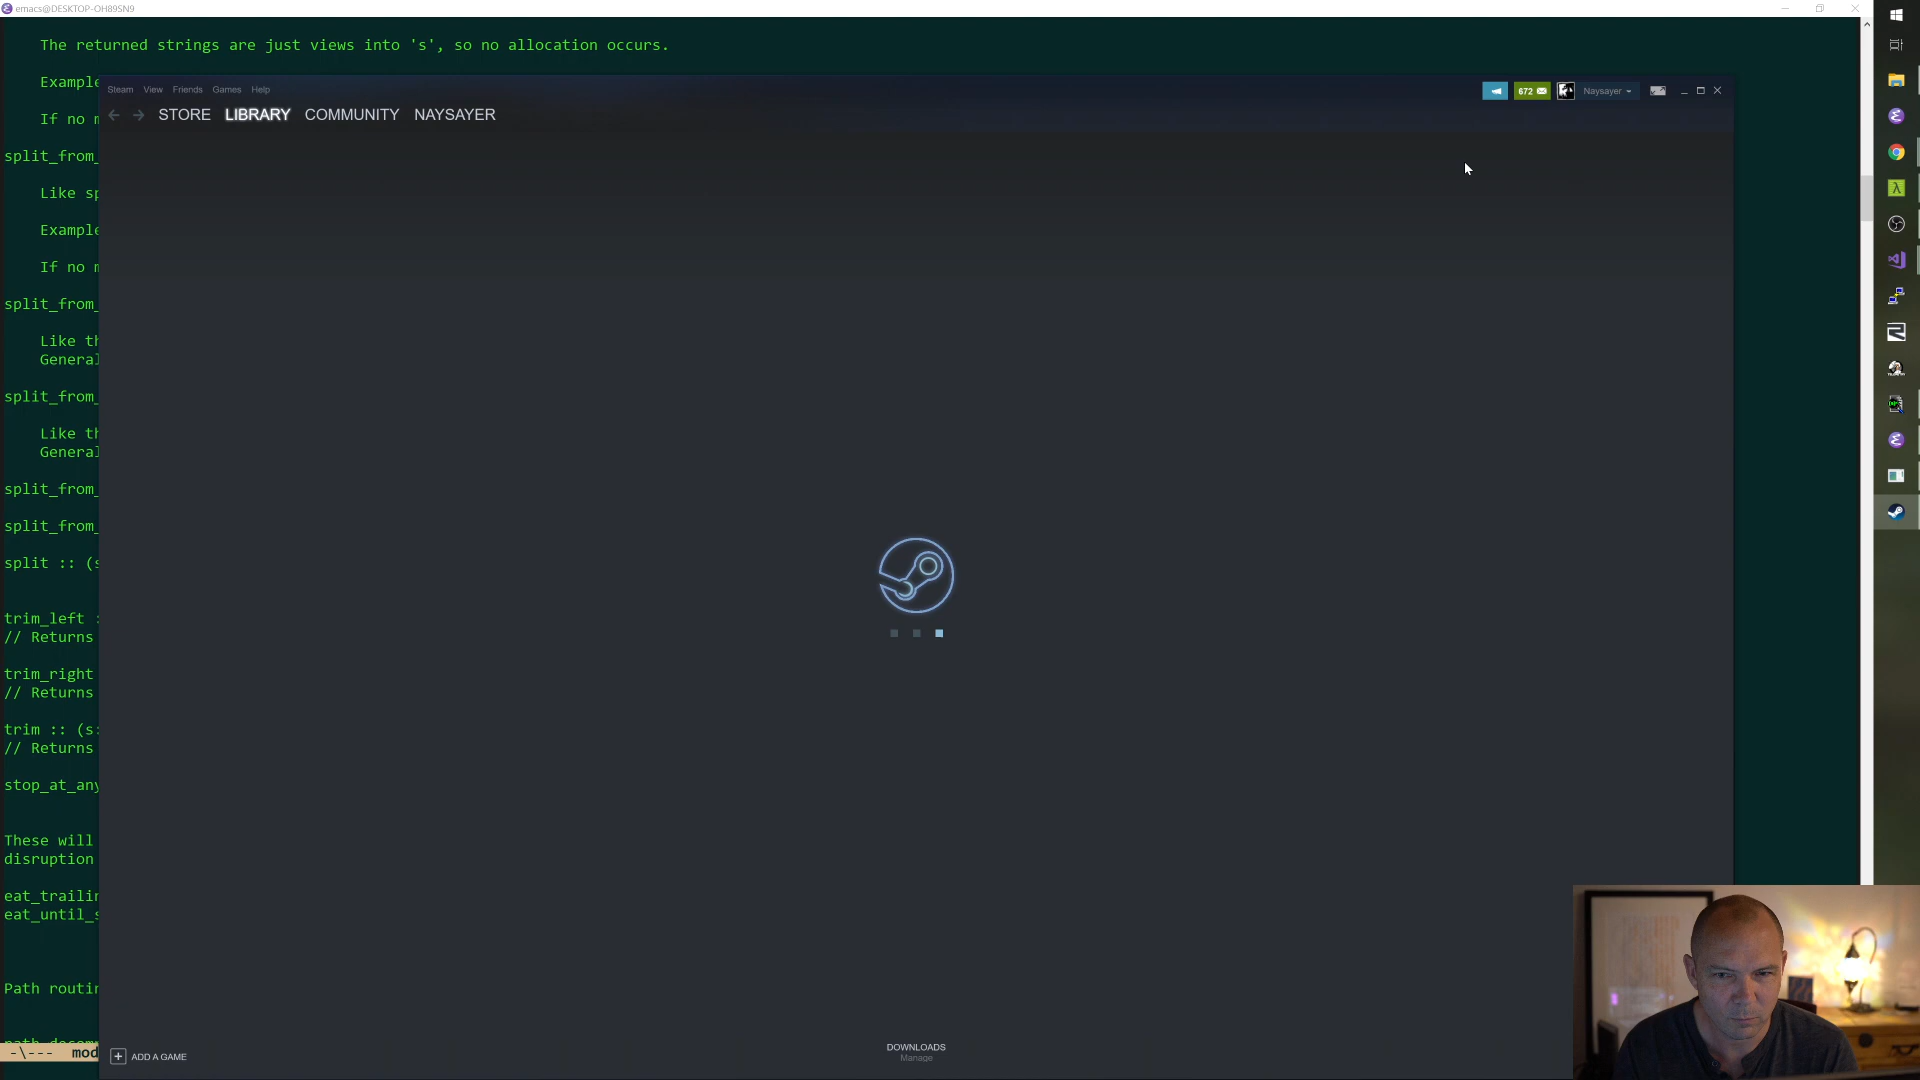 emacs@DESKTOP-OH89SN9
The returned strings are just views into 's', so no allocation occurs.
Example
Steam View Friends Games Help
672
Naysayer
STORE LIBRARY COMMUNITY NAYSAYER
If no m
split_from_
Like sp
Example
If no m
split_from_
Like th
General
split_from_
Like th
General
split_from_
split_from_
split :: (s
trim_left :
// Returns
trim_right
// Returns
trim :: (s:
// Returns
stop_at_any
These will
disruption
eat_trailin
eat_until_s
Path routin
-\--- mod
ADD A GAME
DOWNLOADS
Manage